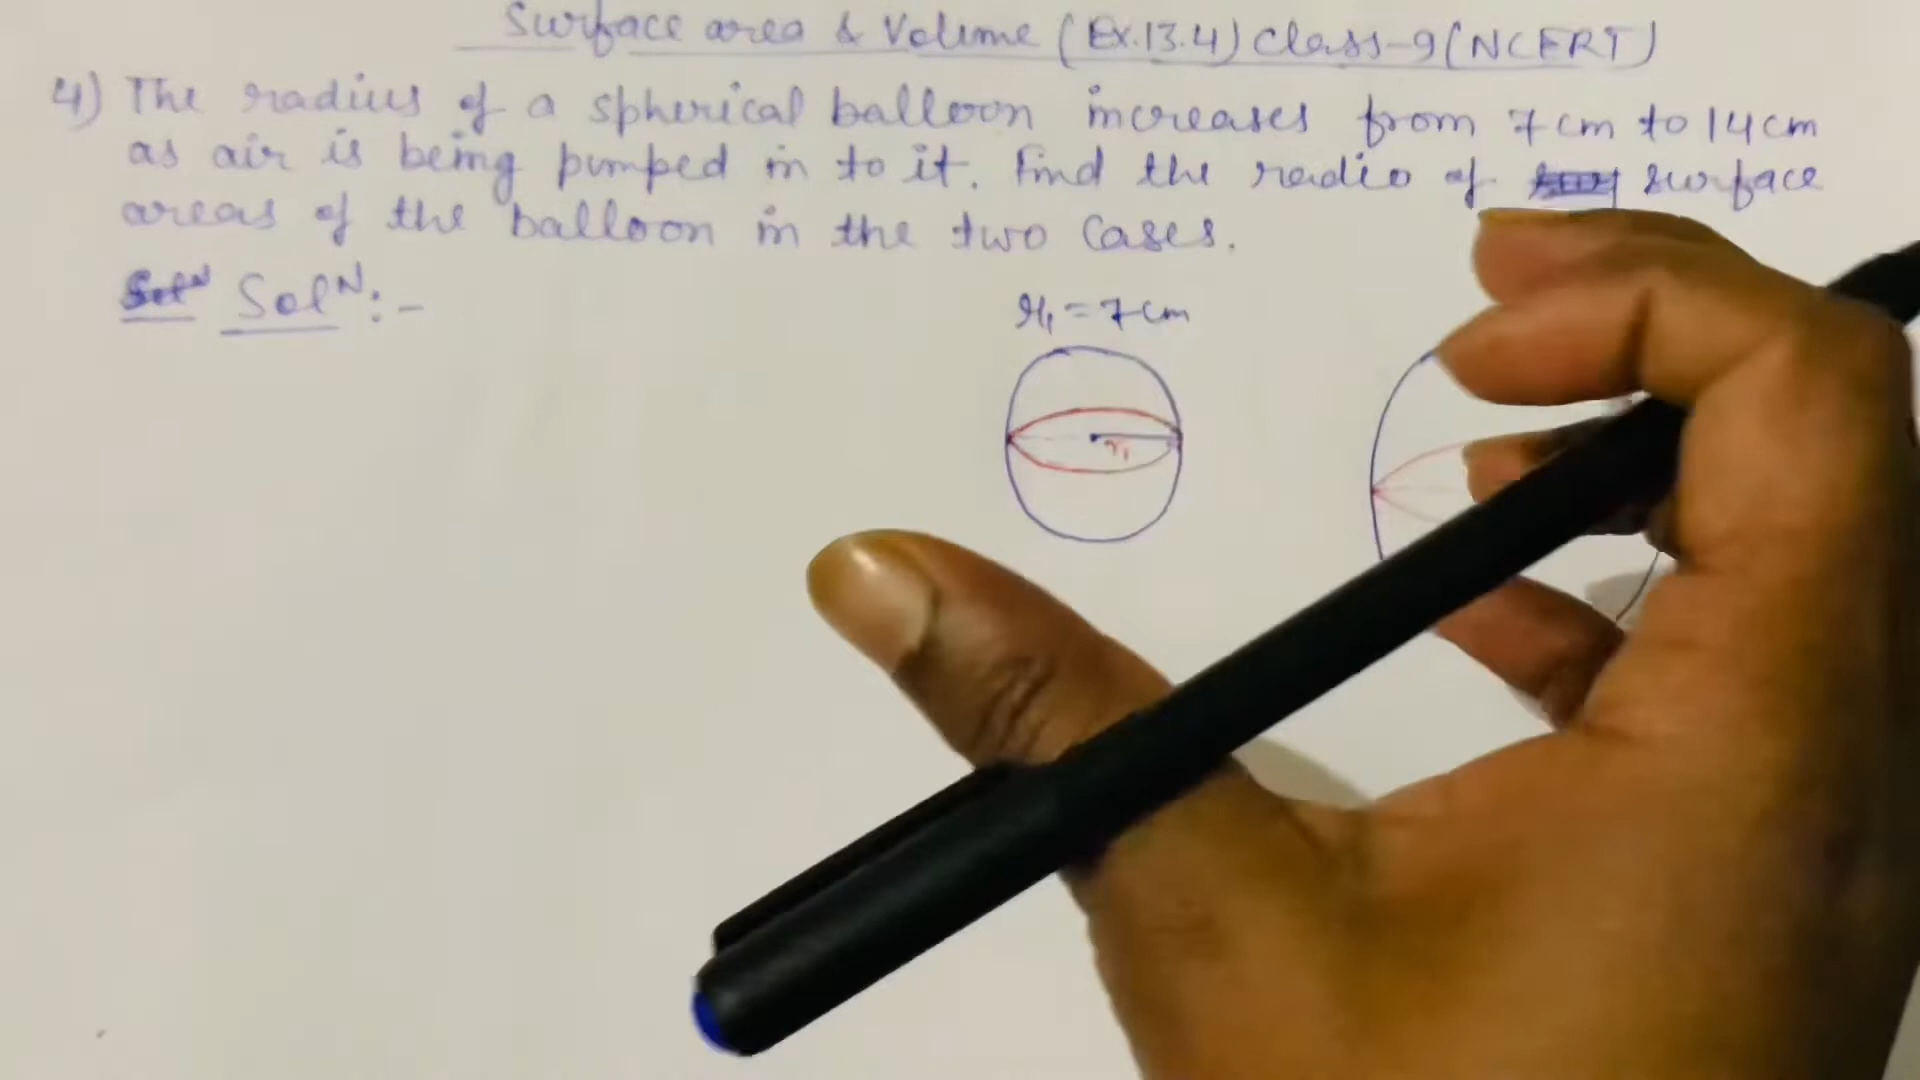 Surface area & Volume (Ex.13.4) Class-9 (NCERT)
4) The radius of a spherical balloon increases from 7cm to 14cm
as air is being pumped in to it. Find the radio of surface
areas of the balloon in the two cases.
Solᴺ Solᴺ:-
r₁ = 7cm
r₁